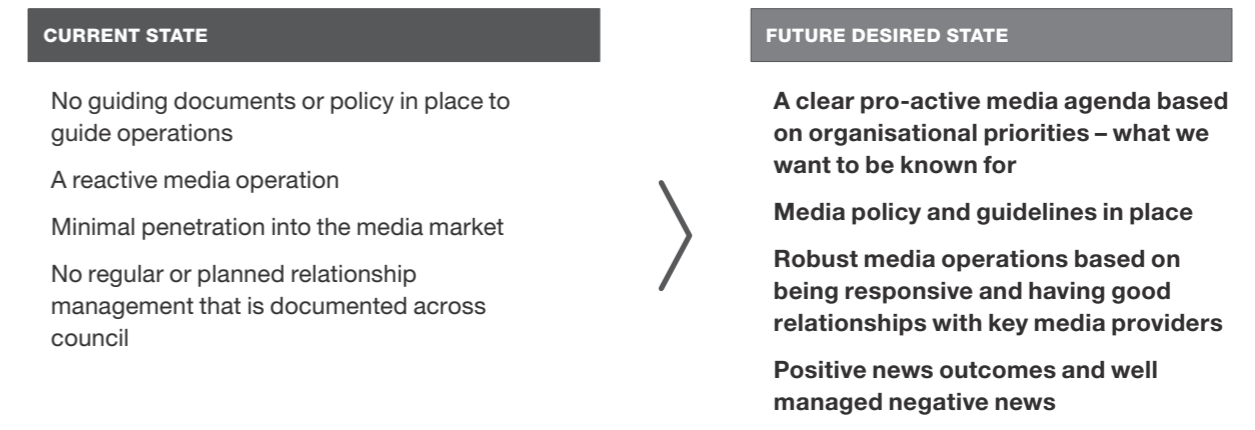 CURRENT STATE
No guiding documents or policy in place to
guide operations
A reactive media operation
Minimal penetration into the media market
No regular or planned relationship
management that is documented across
council
FUTURE DESIRED STATE
A clear pro-active media agenda based
on organisational priorities – what we
want to be known for
Media policy and guidelines in place
Robust media operations based on
being responsive and having good
relationships with key media providers
Positive news outcomes and well
managed negative news